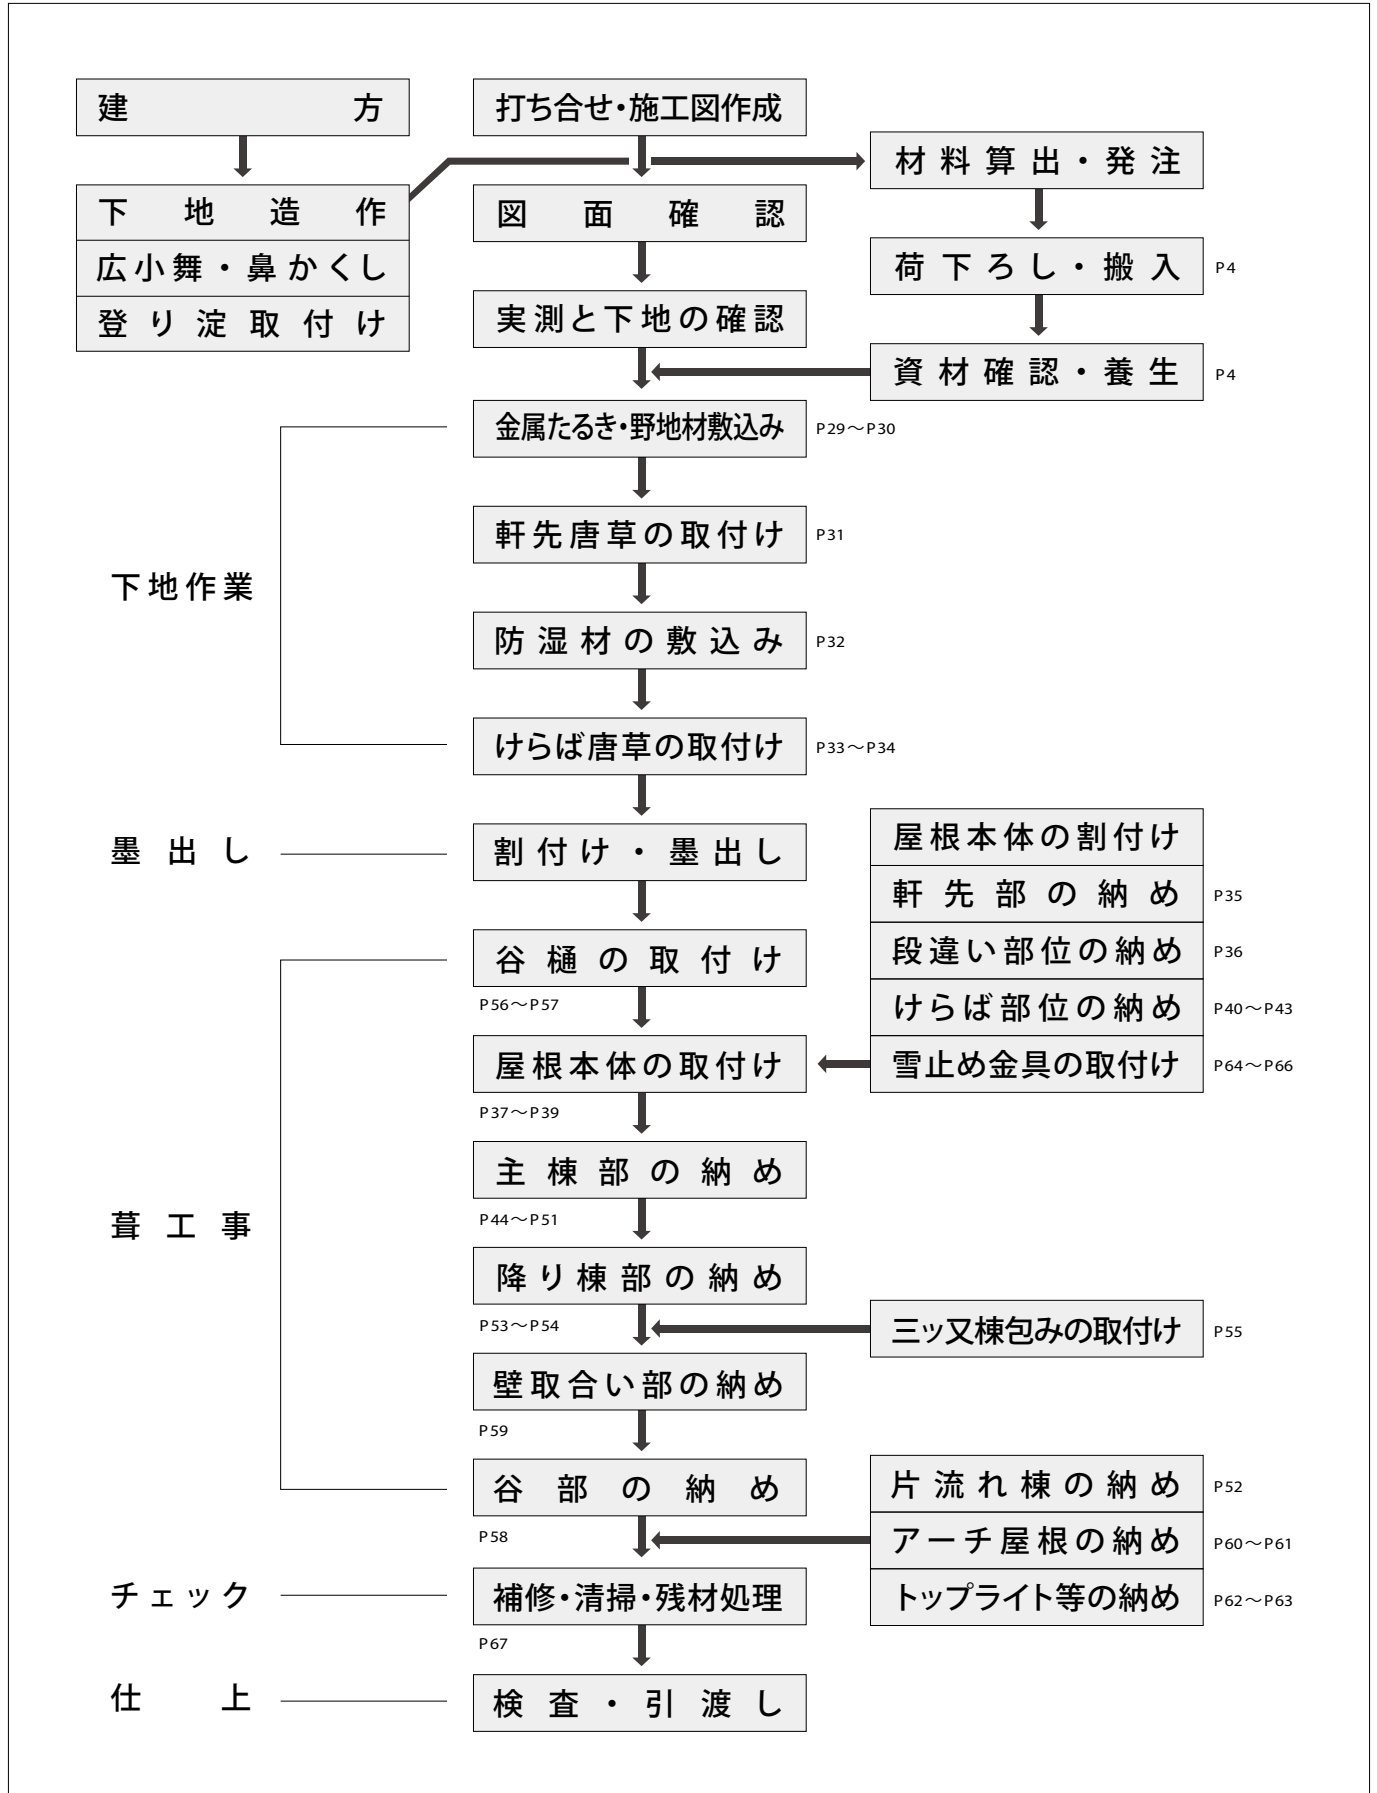 建方
打ち合せ・施工図作成
材料算出・発注
下地造作
図面確認
広小舞・鼻かくし
荷下ろし・搬入 P4
登り淀取付け
実測と下地の確認
資材確認・養生 P4
金属たるき・野地材敷込み P29〜P30
軒先唐草の取付け P31
下地作業
防湿材の敷込み P32
けらば唐草の取付け P33〜P34
墨出し
割付け・墨出し
屋根本体の割付け
軒先部の納め P35
段違い部位の納め P36
けらば部位の納め P40〜P43
雪止め金具の取付け P64〜P66
谷樋の取付け
P56〜P57
屋根本体の取付け
P37〜P39
主棟部の納め
P44〜P51
葺工事
降り棟部の納め
P53〜P54
三ッ又棟包みの取付け P55
壁取合い部の納め
P59
谷部の納め
P58
片流れ棟の納め P52
アーチ屋根の納め P60〜P61
トップライト等の納め P62〜P63
チェック
補修・清掃・残材処理
P67
仕上
検査・引渡し